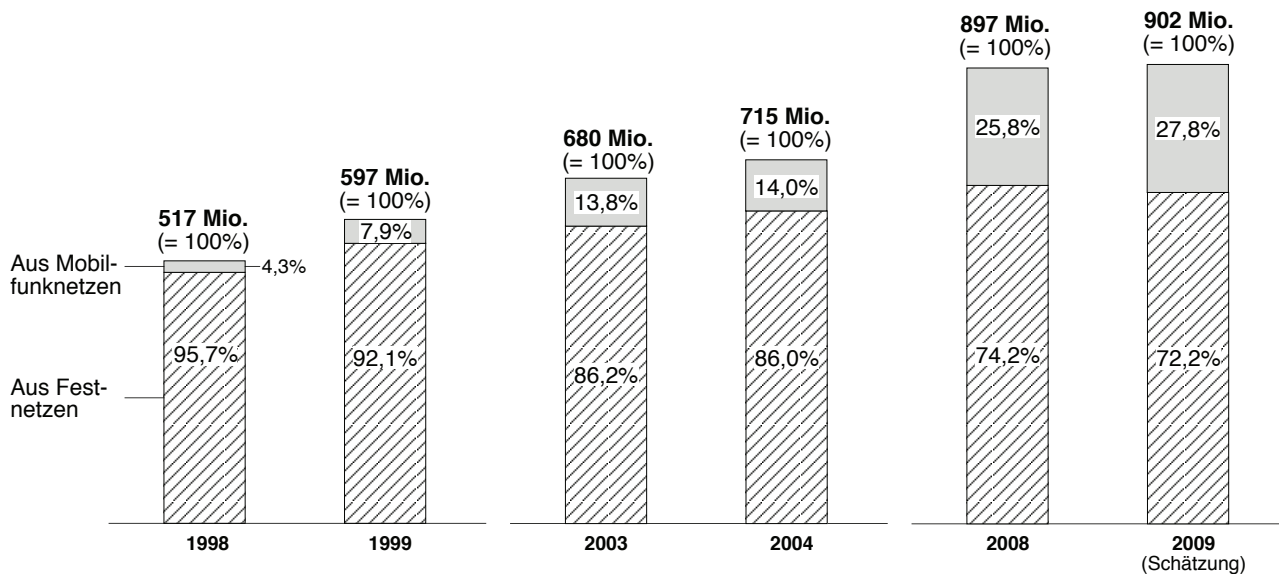 517 Mio.
(= 100%)
4,3%
95,7%
597 Mio.
(= 100%)
7,9%
92,1%
680 Mio.
(= 100%)
13,8%
86,2%
715 Mio.
(= 100%)
14,0%
86,0%
897 Mio.
(= 100%)
25,8%
74,2%
902 Mio.
(= 100%)
27,8%
72,2%
Aus Mobil-
funknetzen
Aus Fest-
netzen
1998
1999
2003
2004
2008
2009
(Schätzung)